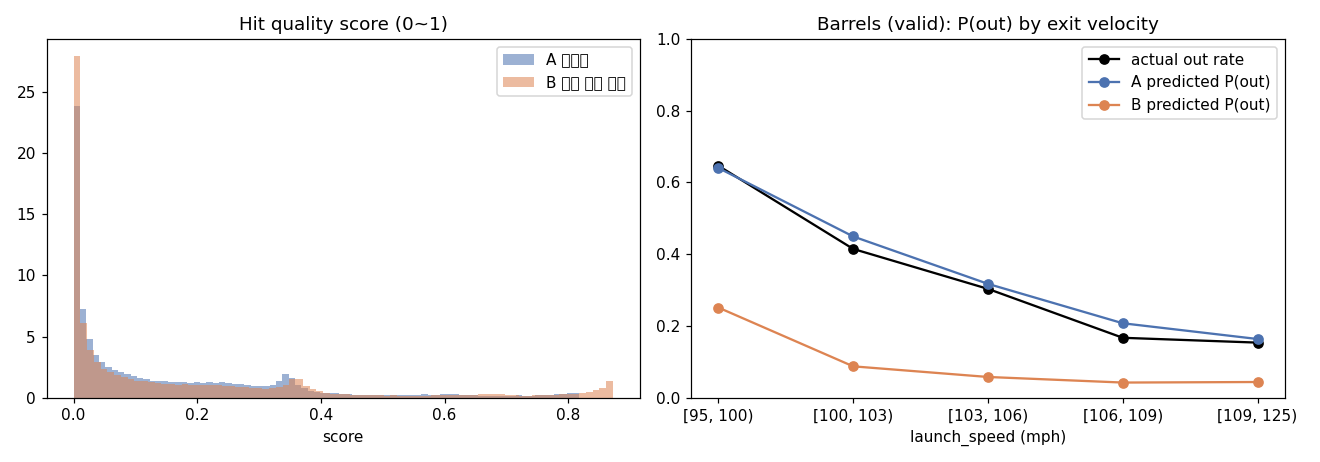 Hit quality score (0~1)
A
B
25
20
15
10
5
0
0.0 0.2 0.4 0.6 0.8
score
Barrels (valid): P(out) by exit velocity
actual out rate
A predicted P(out)
B predicted P(out)
1.0
0.8
0.6
0.4
0.2
0.0
[95, 100) [100, 103) [103, 106) [106, 109) [109, 125)
launch_speed (mph)